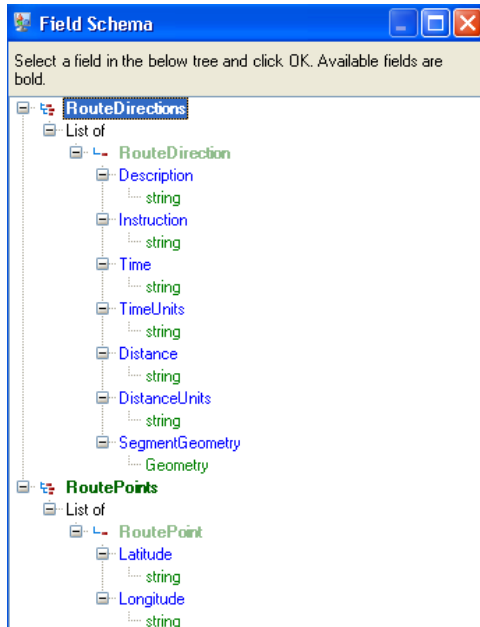 Field Schema
Select a field in the below tree and click OK. Available fields are
bold.
RouteDirections
List of
RouteDirection
Description
string
Instruction
string
Time
string
TimeUnits
string
Distance
string
DistanceUnits
string
SegmentGeometry
Geometry
RoutePoints
List of
RoutePoint
Latitude
string
Longitude
string